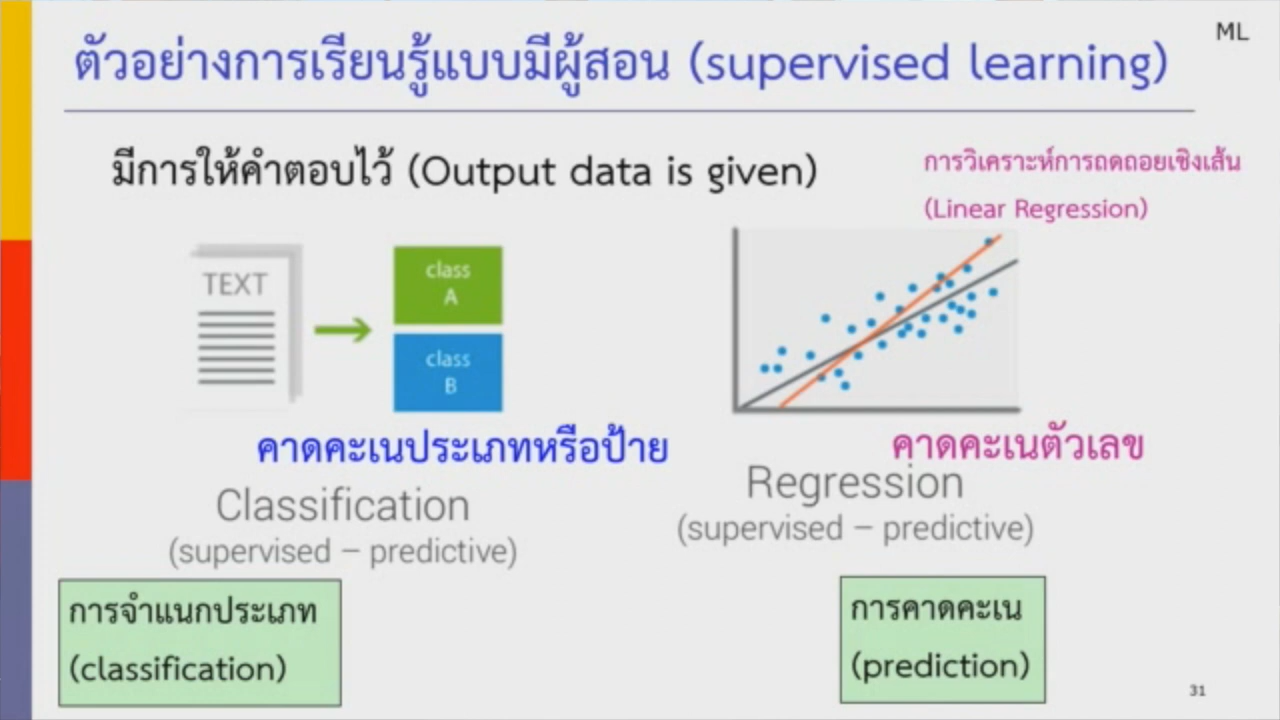 ML
ตัวอย่างการเรียนรู้แบบมีผู้สอน (supervised learning)
มีการให้คำตอบไว้ (Output data is given)
การวิเคราะห์การถดถอยเชิงเส้น
(Linear Regression)
TEXT
class
A
class
B
คาดคะเนประเภทหรือป้าย
Classification
(supervised – predictive)
คาดคะเนตัวเลข
Regression
(supervised – predictive)
การจำแนกประเภท
(classification)
การคาดคะเน
(prediction)
31